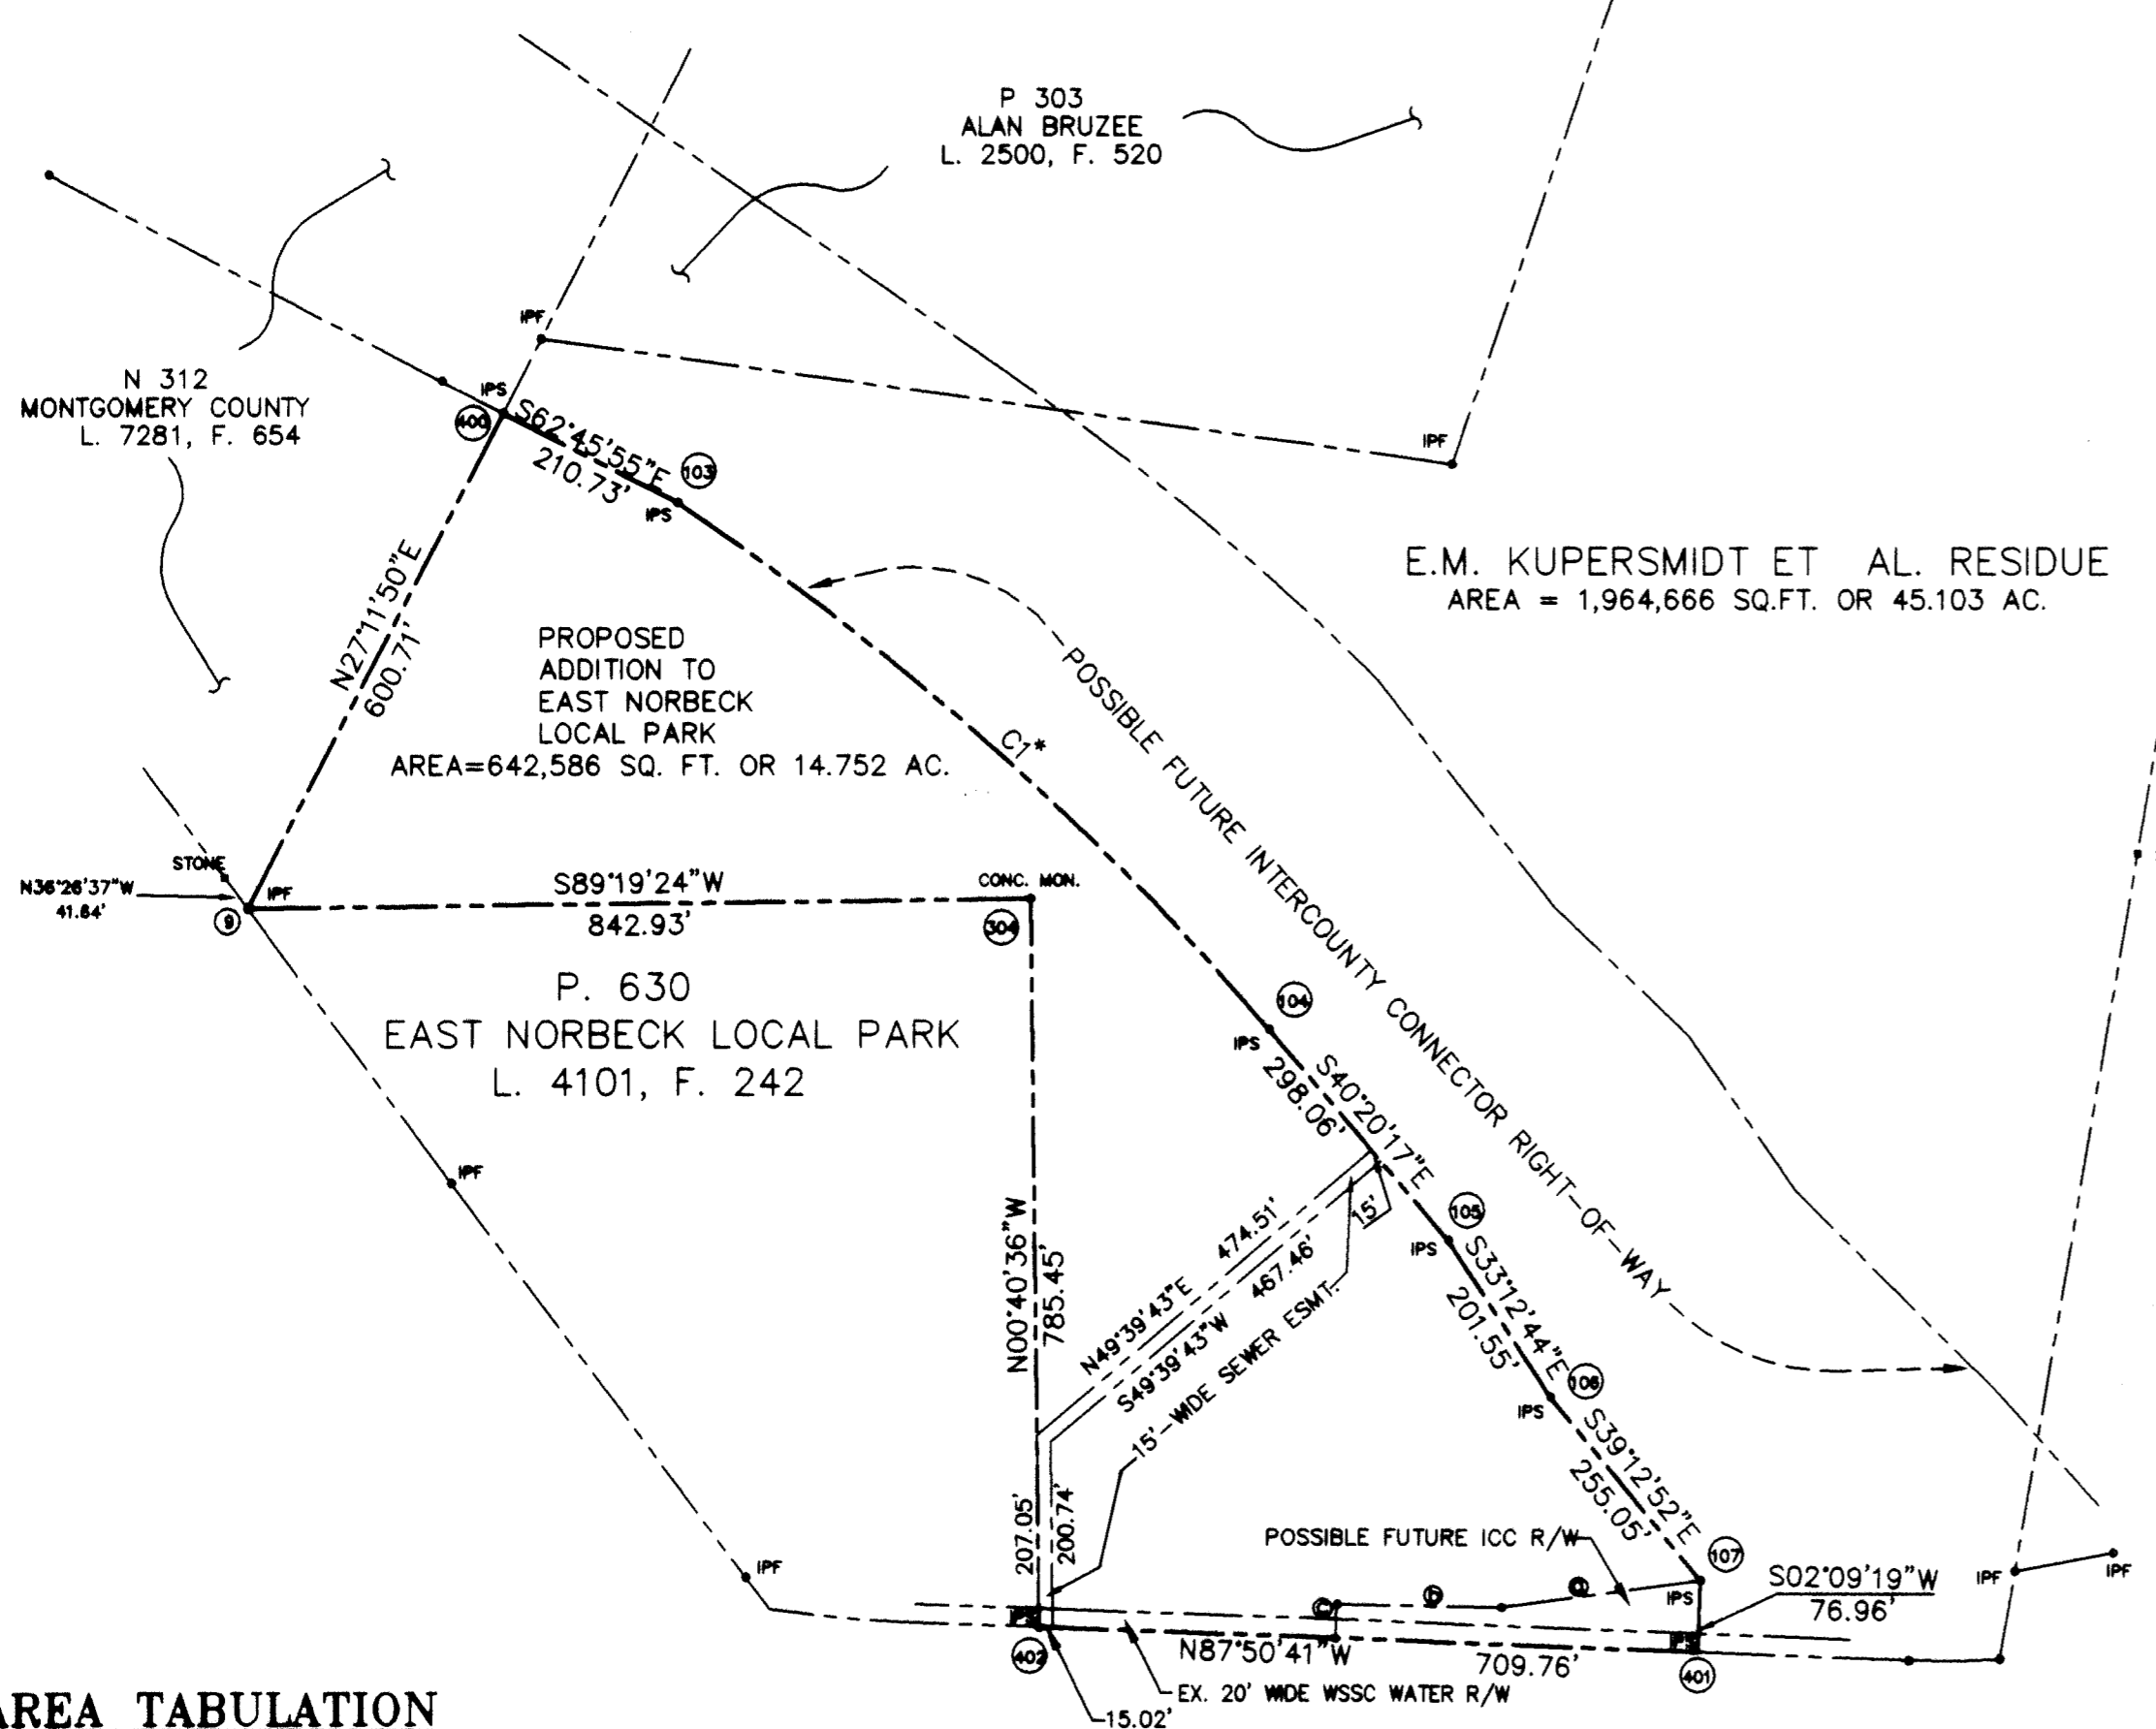 P 303
ALAN BRUZEE
L. 2500, F. 520
N 312
MONTGOMERY COUNTY
L. 7281, F. 654
IPF
IPS
400
S62°45'55"E
210.73'
103
IPS
IPF
E.M. KUPERSMIDT ET AL. RESIDUE
AREA = 1,964,666 SQ.FT. OR 45.103 AC.
N27°11'50"E
600.71'
PROPOSED
ADDITION TO
EAST NORBECK
LOCAL PARK
AREA=642,586 SQ. FT. OR 14.752 AC.
C1*
POSSIBLE FUTURE INTERCOUNTY CONNECTOR RIGHT-OF-WAY
STONE
N36°26'37"W
41.64'
IPF
9
S89°19'24"W
842.93'
CONC. MON.
304
P. 630
EAST NORBECK LOCAL PARK
L. 4101, F. 242
104
IPS
S40°20'17"E
298.06'
IPF
N00°40'36"W
785.45'
N49°39'43"E 474.51'
S49°39'43"W 467.46'
15'
15'-WIDE SEWER ESMT.
105
IPS
S33°12'44"E
201.55'
106
IPS
S39°12'52"E
255.05'
207.05'
200.74'
POSSIBLE FUTURE ICC R/W
107
IPS
S02°09'19"W
76.96'
IPF
IPF
IPF
a
b
c
IPS
402
N87°50'41"W
709.76'
IPS
401
EX. 20' WIDE WSSC WATER R/W
15.02'
AREA TABULATION